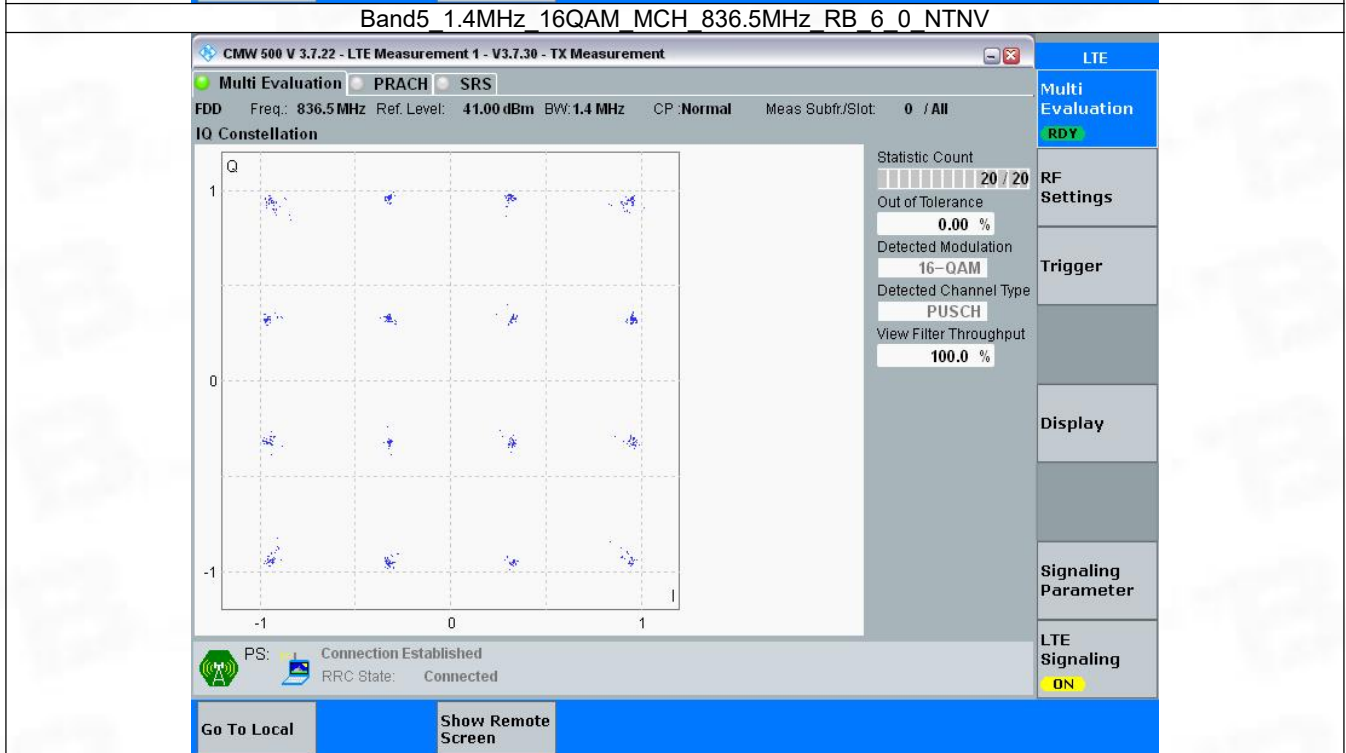 Band5_1.4MHz_16QAM_MCH_836.5MHz_RB_6_0_NTNV
CMW 500 V 3.7.22 - LTE Measurement 1 - V3.7.30 - TX Measurement
LTE
Multi Evaluation PRACH SRS
Multi
Evaluation
RDY
FDD Freq.: 836.5 MHz Ref. Level: 41.00 dBm BW: 1.4 MHz CP :Normal Meas Subfr./Slot: 0 / All
IQ Constellation
Q
1
0
-1
I
-1 0 1
Statistic Count
20 / 20
Out of Tolerance
0.00 %
Detected Modulation
16-QAM
Detected Channel Type
PUSCH
View Filter Throughput
100.0 %
RF
Settings
Trigger
Display
Signaling
Parameter
LTE
Signaling
ON
PS: Connection Established
RRC State: Connected
Go To Local
Show Remote
Screen